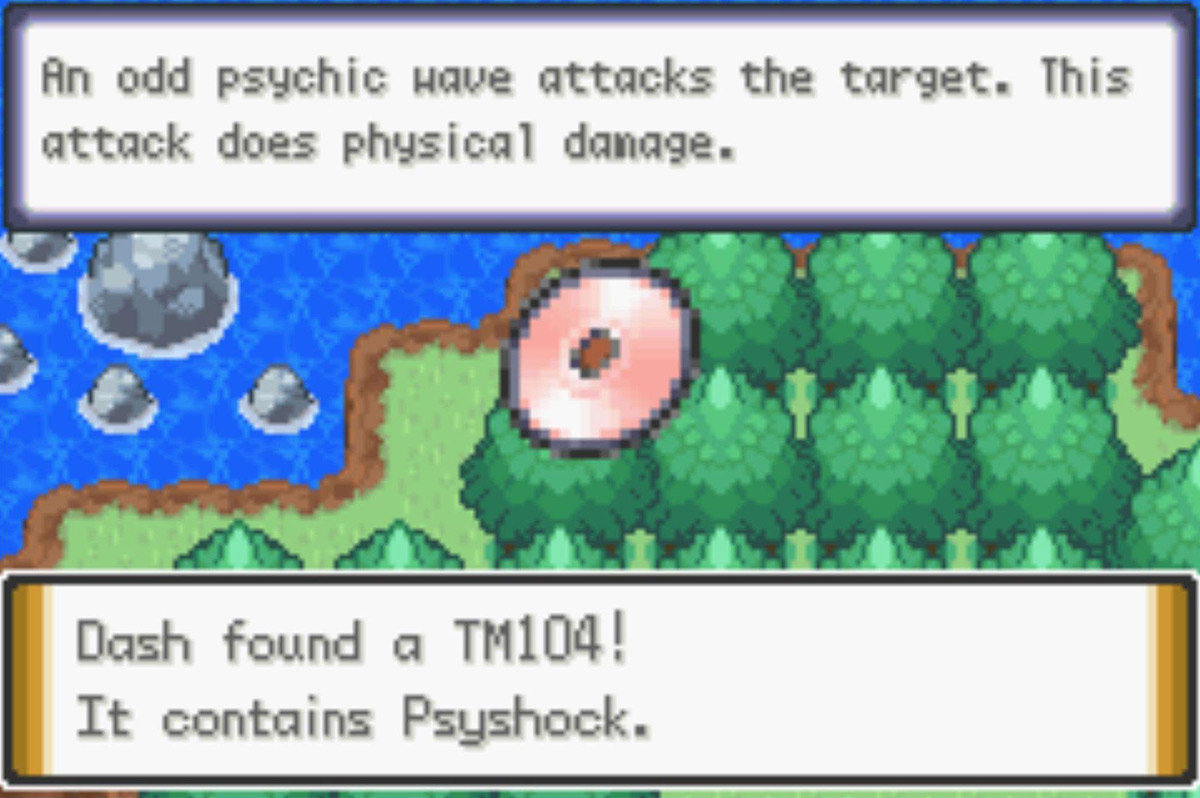 An odd psychic wave attacks the target. This
attack does physical damage.
Dash found a TM104!
It contains Psyshock.